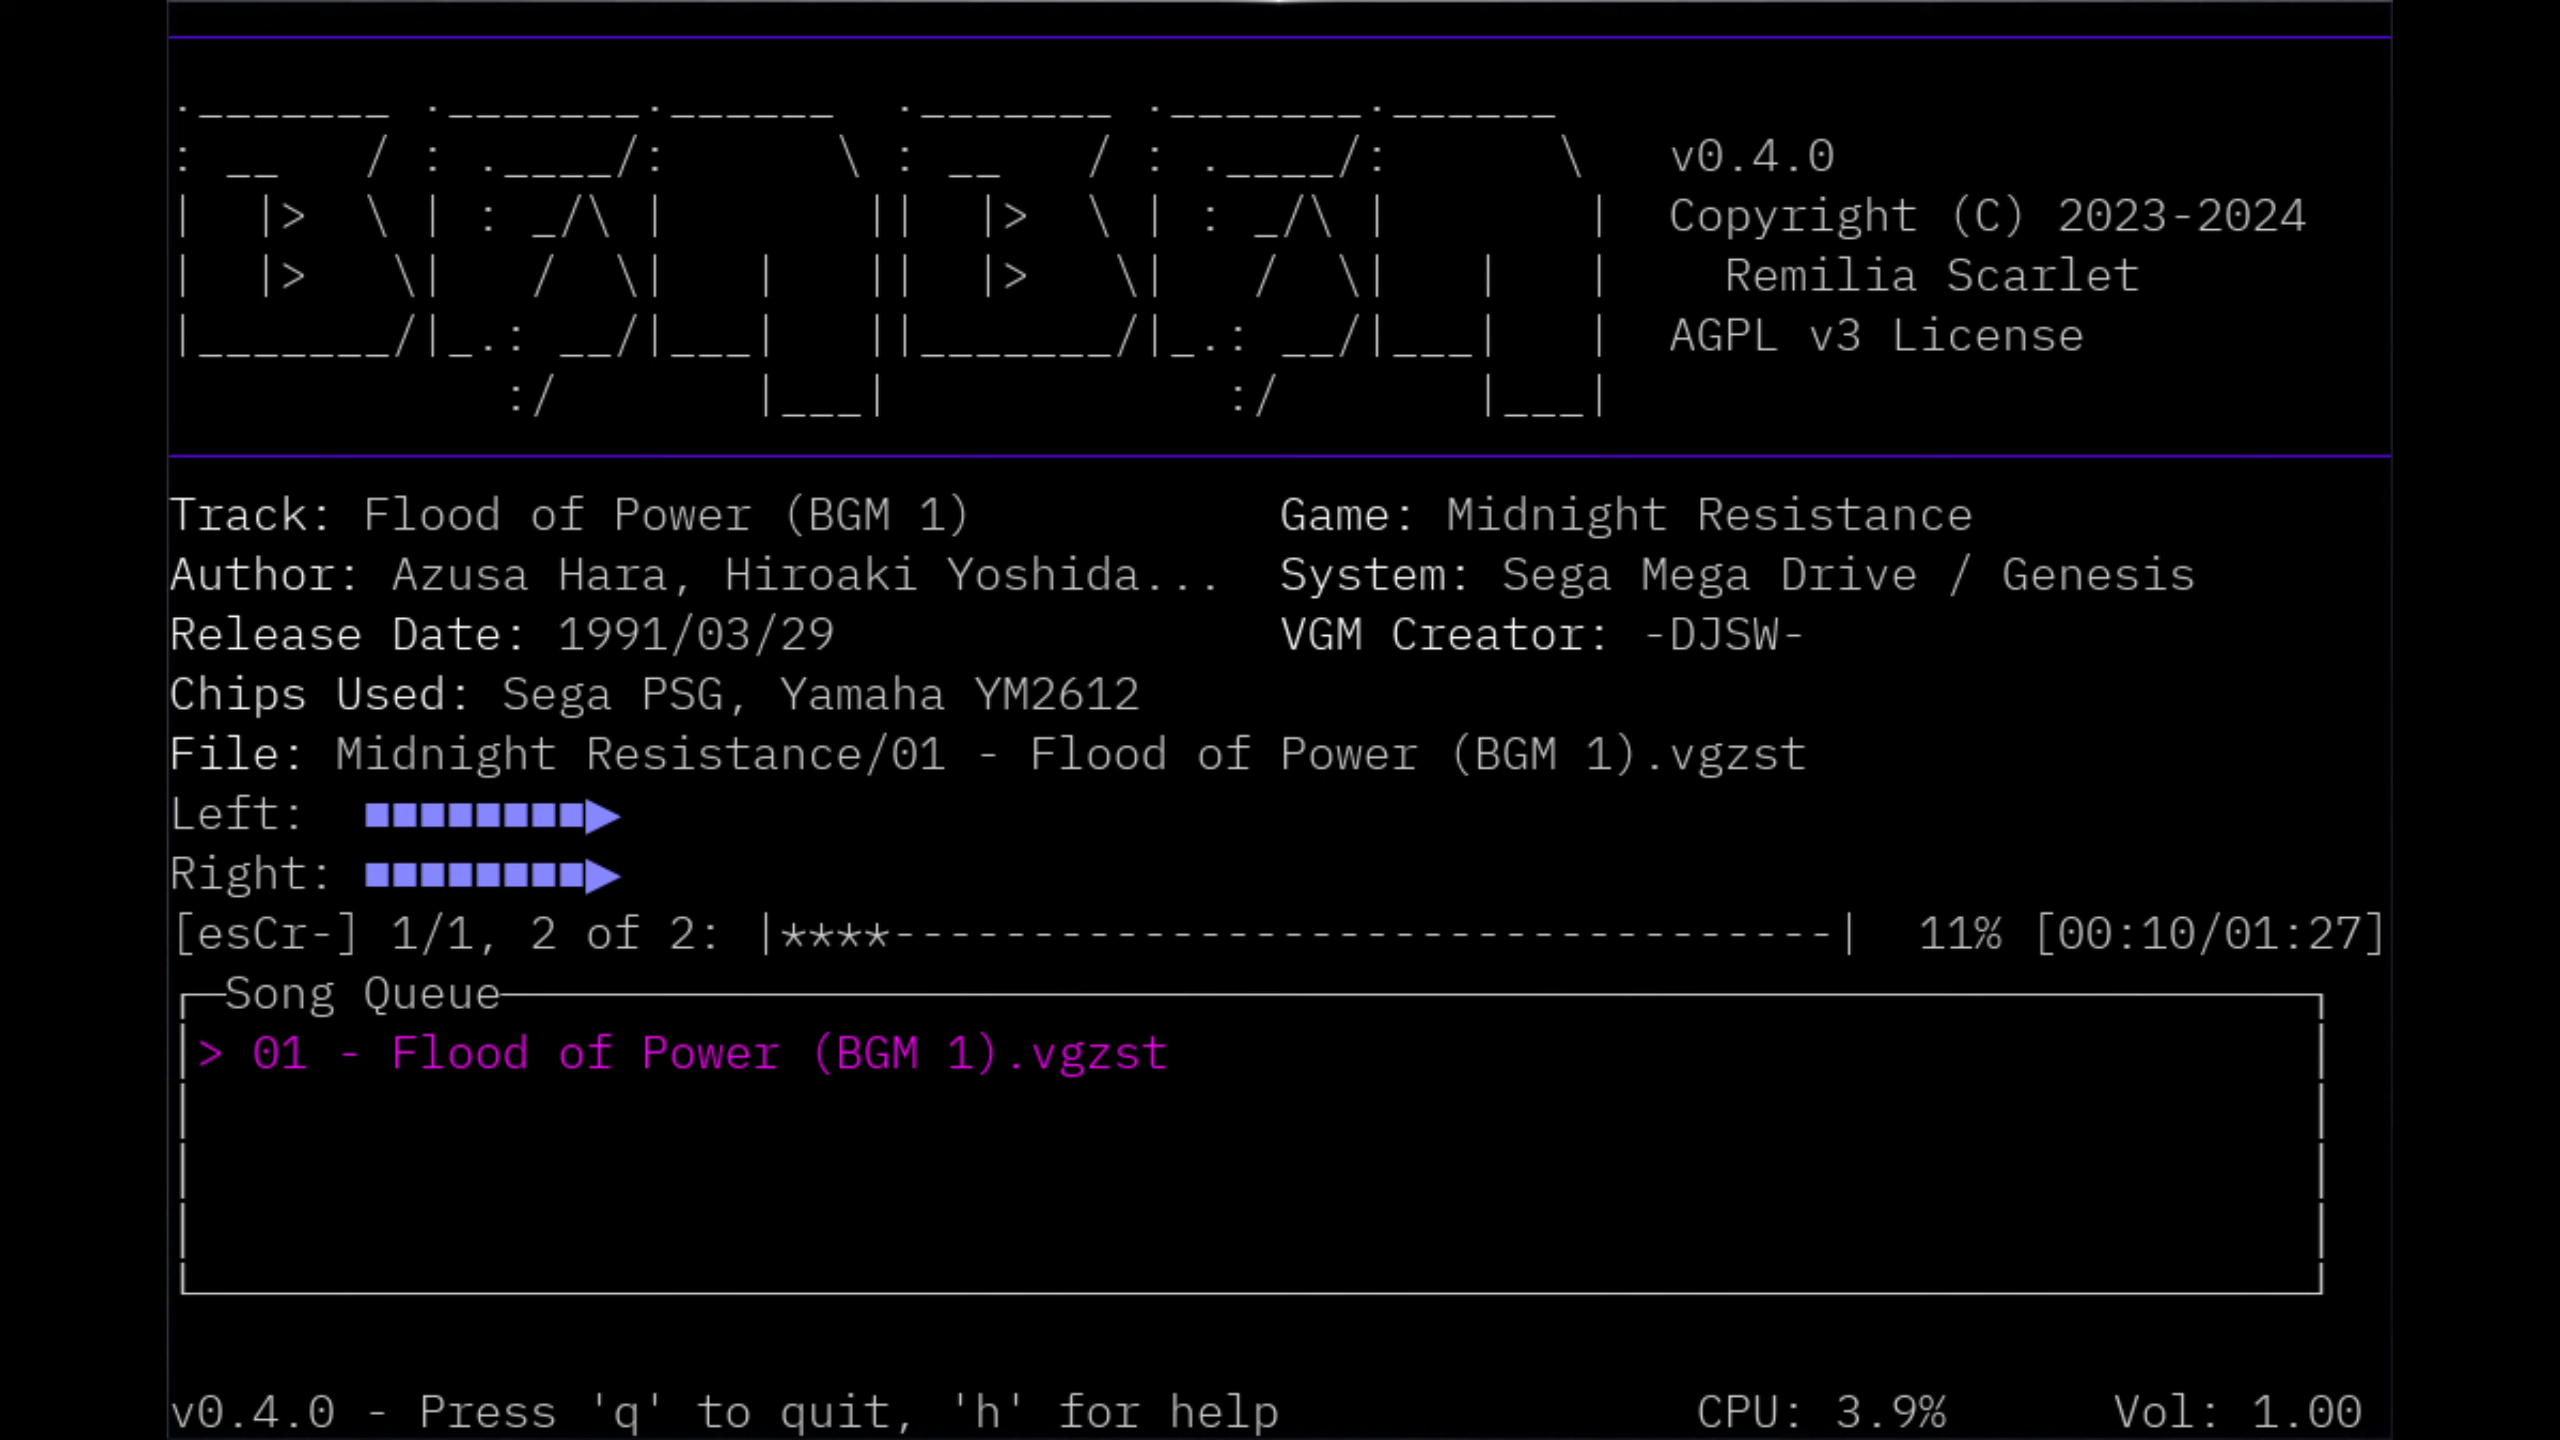 v0.4.0
Copyright (C) 2023-2024
Remilia Scarlet
AGPL v3 License
Track: Flood of Power (BGM 1)
Game: Midnight Resistance
Author: Azusa Hara, Hiroaki Yoshida...
System: Sega Mega Drive / Genesis
Release Date: 1991/03/29
VGM Creator: -DJSW-
Chips Used: Sega PSG, Yamaha YM2612
File: Midnight Resistance/01 - Flood of Power (BGM 1).vgzst
Left:
Right:
[esCr-] 1/1, 2 of 2: |****-----------------------------------| 11% [00:10/01:27]
Song Queue
> 01 - Flood of Power (BGM 1).vgzst
v0.4.0 - Press 'q' to quit, 'h' for help
CPU: 3.9%
Vol: 1.00